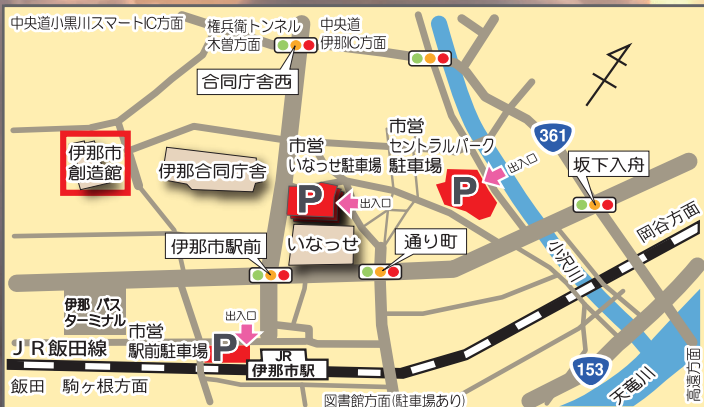 中央道小黒川スマートIC方面
権兵衛トンネル
木曽方面
中央道
伊那IC方面
合同庁舎西
361
伊那市
創造館
伊那合同庁舎
市営
いなっせ駐車場
P
出入口
市営
セントラルパーク
駐車場
P
出入口
坂下入舟
岡谷方面
伊那市駅前
いなっせ
通り町
小沢川
伊那 バス
ターミナル
出入口
市営
駅前駐車場
P
JR飯田線
JR
伊那市駅
飯田 駒ヶ根方面
図書館方面(駐車場あり)
153
天竜川
高遠方面